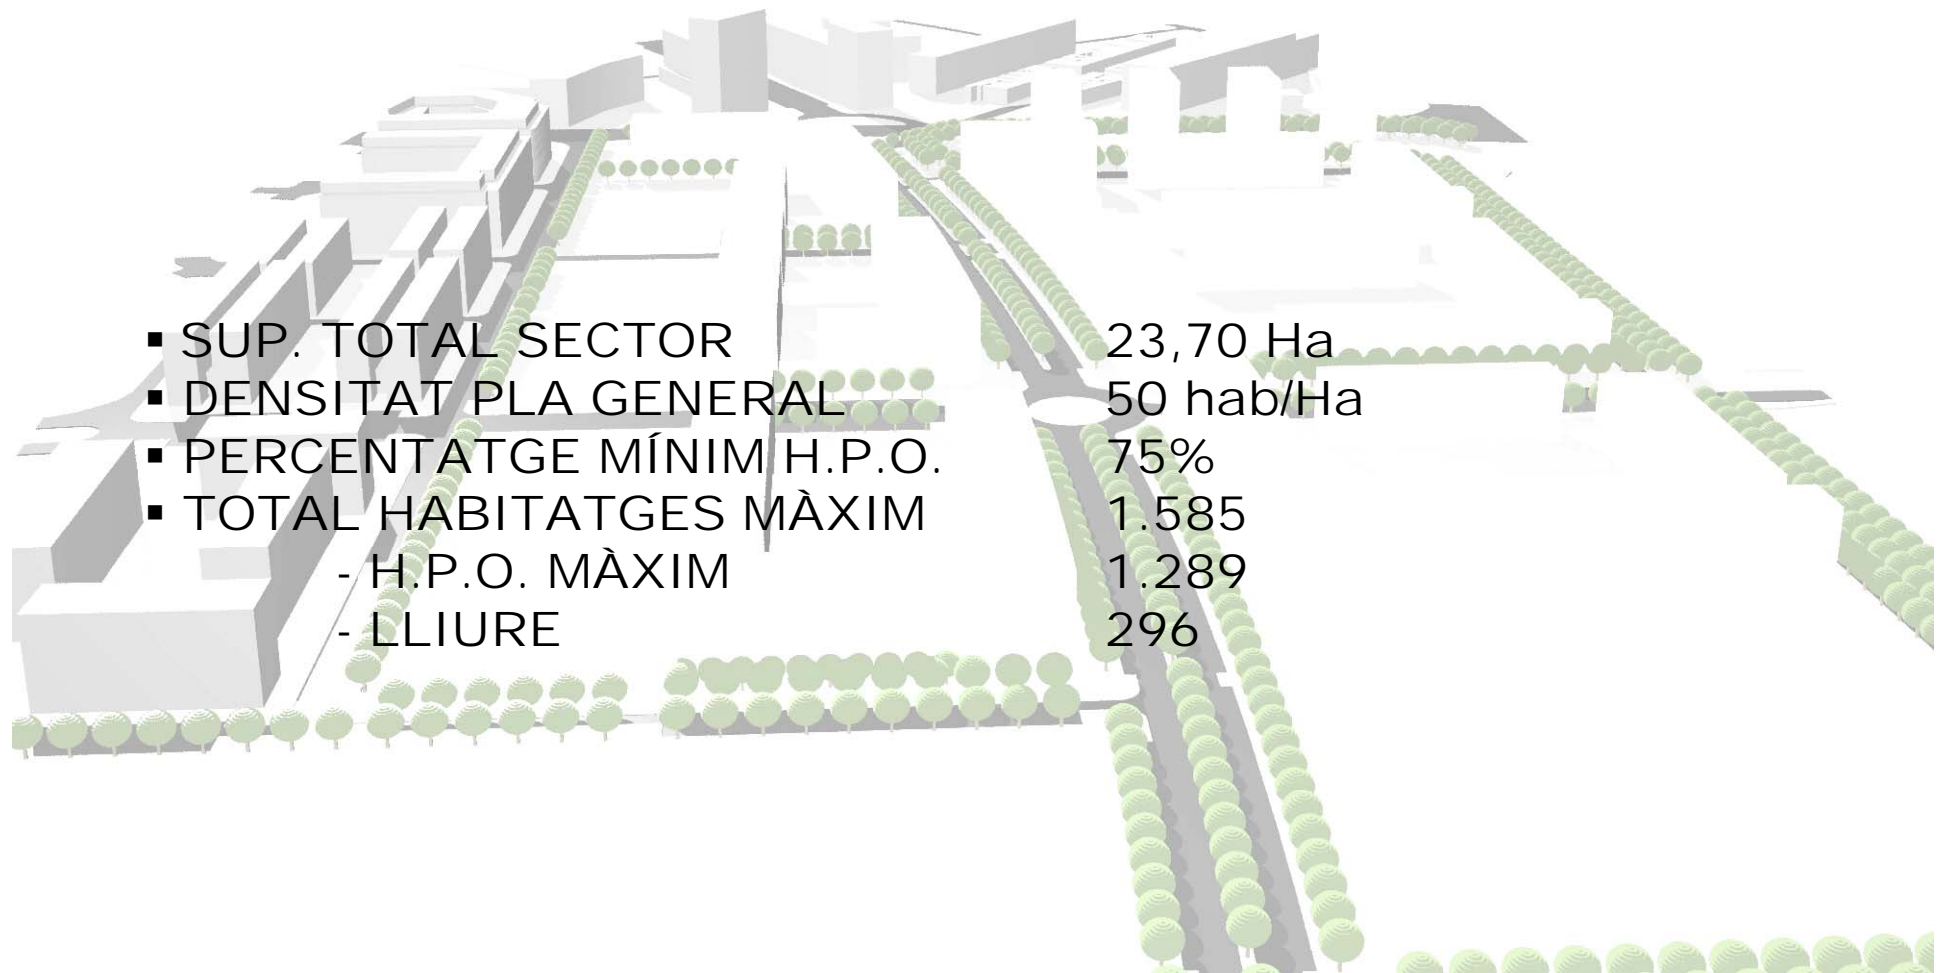 ▪ SUP. TOTAL SECTOR 23,70 Ha
▪ DENSITAT PLA GENERAL 50 hab/Ha
▪ PERCENTATGE MÍNIM H.P.O. 75%
▪ TOTAL HABITATGES MÀXIM 1.585
- H.P.O. MÀXIM 1.289
- LLIURE 296